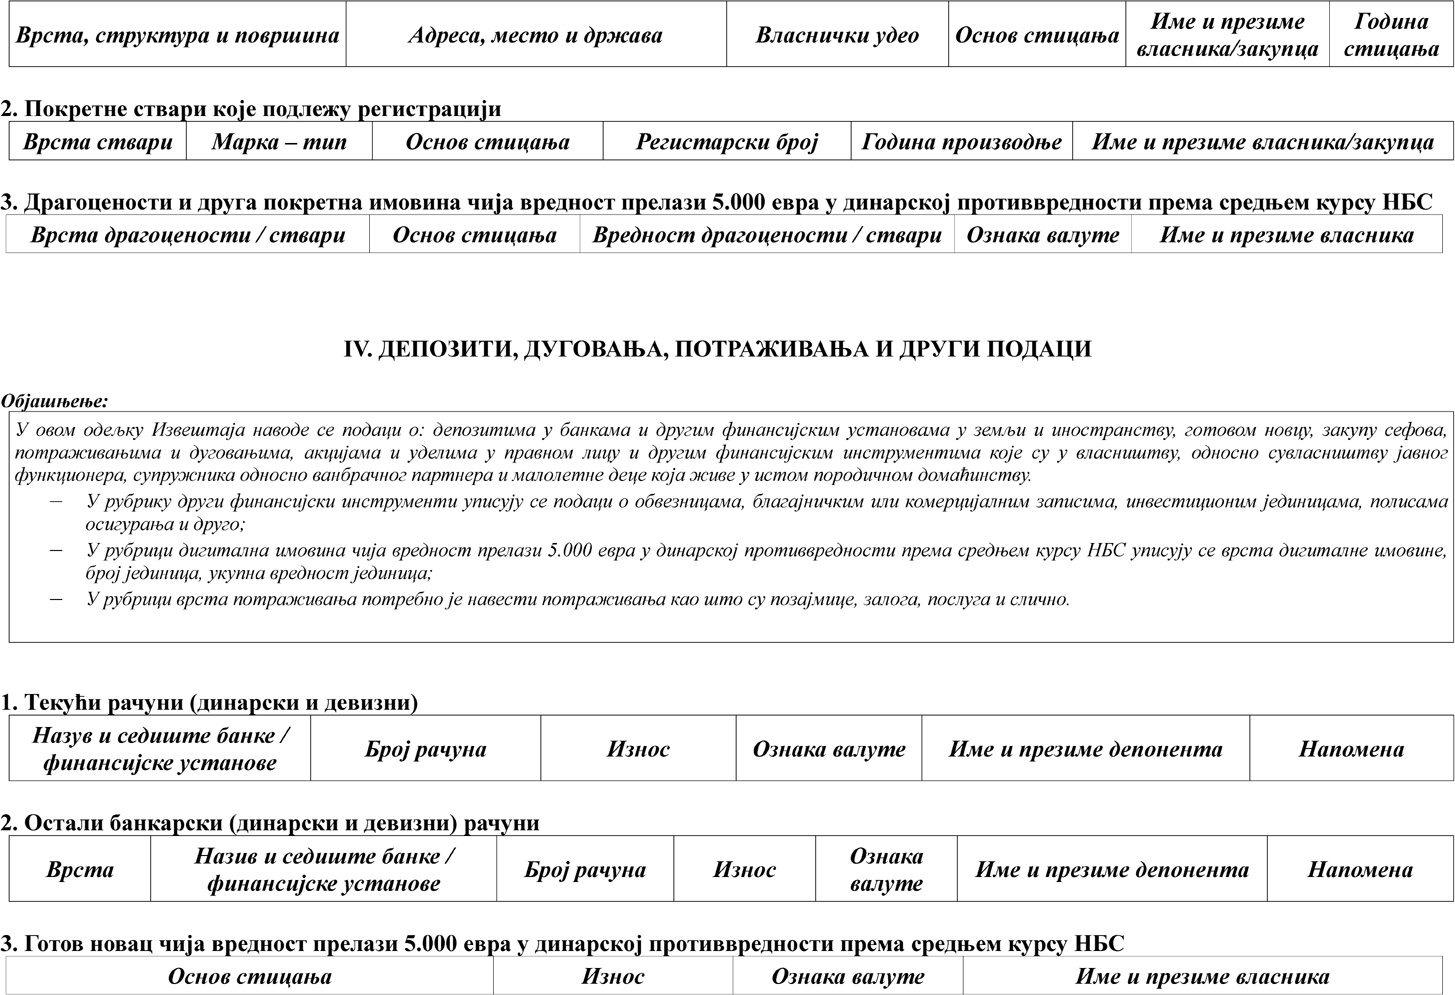 Врста, структура и површина Адреса, место и држава Власнички удео Основ стицања Име и презиме власника/закупца Година стицања
2. Покретне ствари које подлежу регистрацији
Врста ствари Марка – тип Основ стицања Регистарски број Година производње Име и презиме власника/закупца
3. Драгоцености и друга покретна имовина чија вредност прелази 5.000 евра у динарској противвредности према средњем курсу НБС
Врста драгоцености / ствари Основ стицања Вредност драгоцености / ствари Ознака валуте Име и презиме власника
IV. ДЕПОЗИТИ, ДУГОВАЊА, ПОТРАЖИВАЊА И ДРУГИ ПОДАЦИ
Објашњење:
У овом одељку Извештаја наводе се подаци о: депозитима у банкама и другим финансијским установама у земљи и иностранству, готовом новцу, закупу сефова,
потраживањима и дуговањима, акцијама и уделима у правном лицу и другим финансијским инструментима које су у власништву, односно сувласништву јавног
функционера, супружника односно ванбрачног партнера и малолетне деце која живе у истом породичном домаћинству.
– У рубрику други финансијски инструменти уписују се подаци о обвезницама, благајничким или комерцијалним записима, инвестиционим јединицама, полисама
осигурања и друго;
– У рубрици дигитална имовина чија вредност прелази 5.000 евра у динарској противвредности према средњем курсу НБС уписују се врста дигиталне имовине,
број јединица, укупна вредност јединица;
– У рубрици врста потраживања потребно је навести потраживања као што су позајмице, залога, послуга и слично.
1. Текући рачуни (динарски и девизни)
Назув и седиште банке / финансијске установе Број рачуна Износ Ознака валуте Име и презиме депонента Напомена
2. Остали банкарски (динарски и девизни) рачуни
Врста Назив и седиште банке / финансијске установе Број рачуна Износ Ознака валуте Име и презиме депонента Напомена
3. Готов новац чија вредност прелази 5.000 евра у динарској противвредности према средњем курсу НБС
Основ стицања Износ Ознака валуте Име и презиме власника